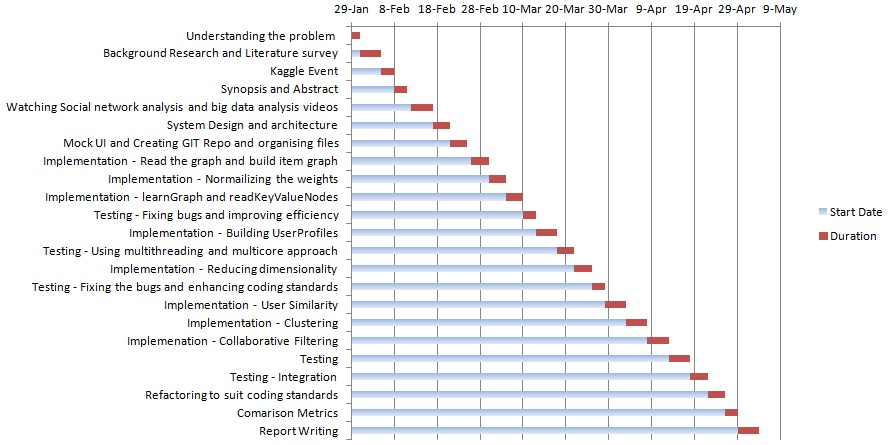 29-Jan 8-Feb 18-Feb 28-Feb 10-Mar 20-Mar 30-Mar 9-Apr 19-Apr 29-Apr 9-May
Understanding the problem
Background Research and Literature survey
Kaggle Event
Synopsis and Abstract
Watching Social network analysis and big data analysis videos
System Design and architecture
Mock UI and Creating GIT Repo and organising files
Implementation - Read the graph and build item graph
Implementation - Normailizing the weights
Implementation - learnGraph and readKeyValueNodes
Testing - Fixing bugs and improving efficiency
Implementation - Building UserProfiles
Testing - Using multithreading and multicore approach
Implementation - Reducing dimensionality
Testing - Fixing the bugs and enhancing coding standards
Implementation - User Similarity
Implementation - Clustering
Implemenation - Collaborative Filtering
Testing
Testing - Integration
Refactoring to suit coding standards
Comarison Metrics
Report Writing
Start Date
Duration